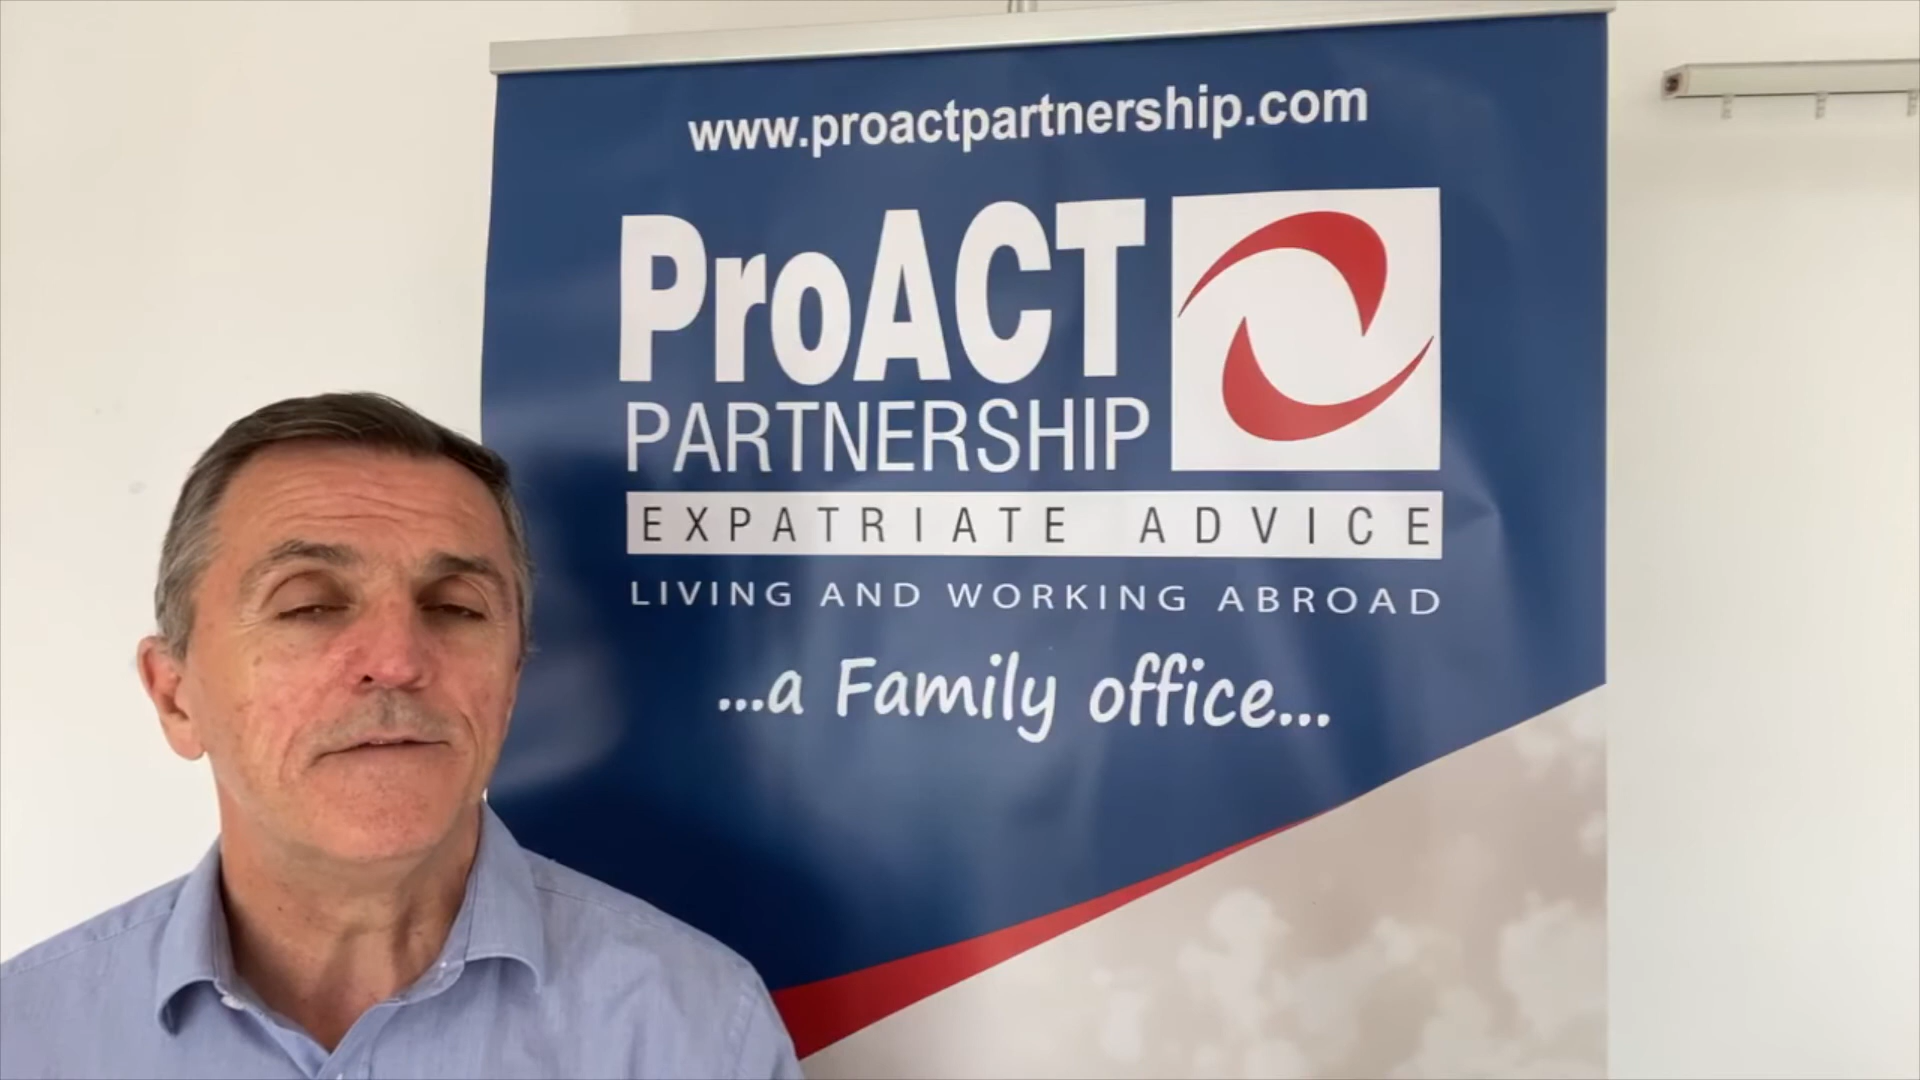 www.proactpartnership.com
ProACT
PARTNERSHIP
EXPATRIATE ADVICE
LIVING AND WORKING ABROAD
...a Family office...